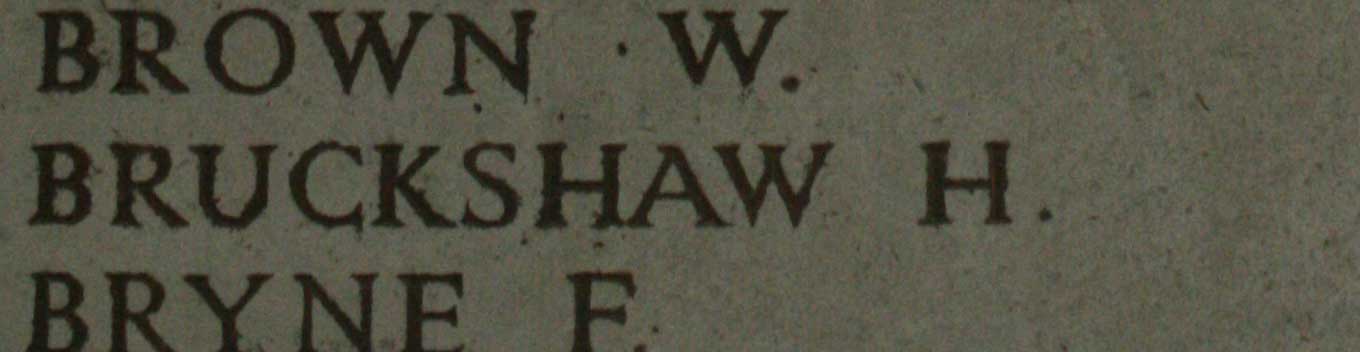 BROWN W.
BRUCKSHAW H.
BRYNE F.